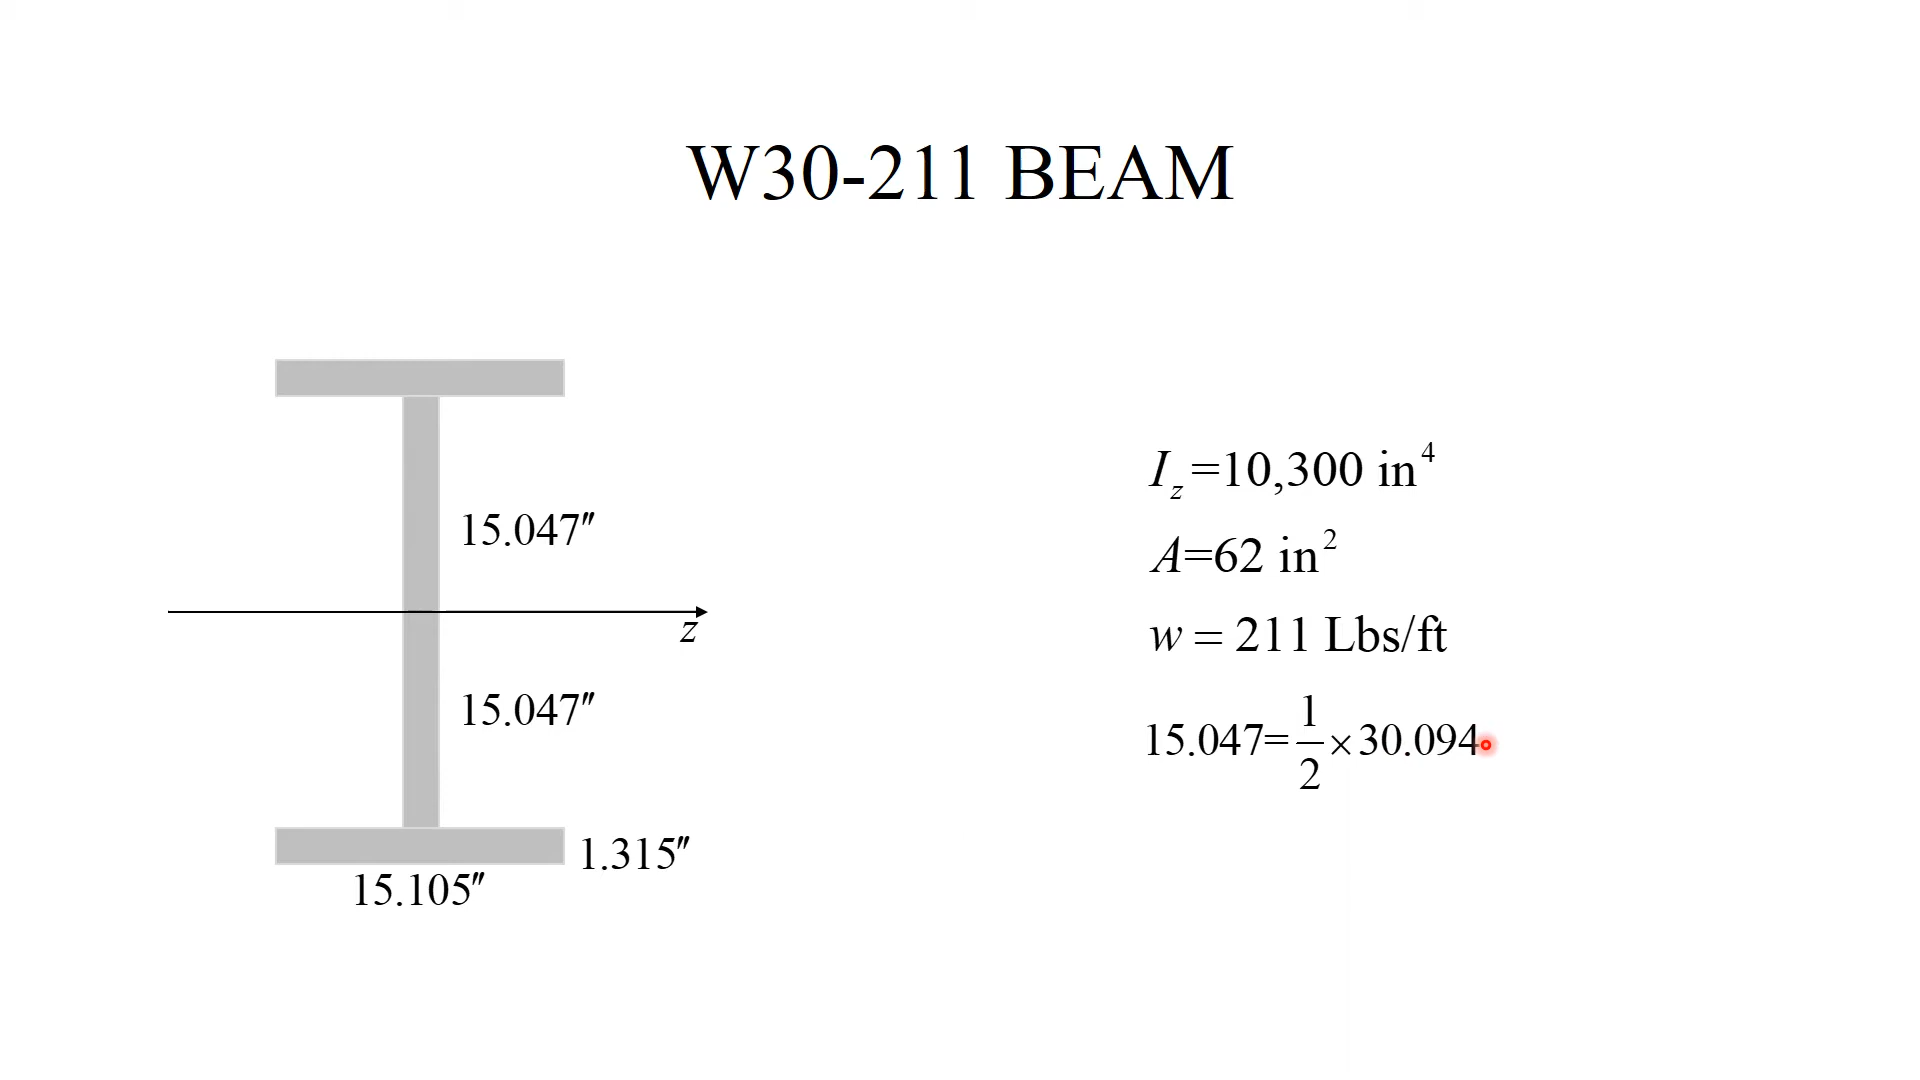 W30-211 BEAM
15.047″
z
15.047″
1.315″
15.105″
I_z=10,300 in^4
A=62 in^2
w = 211 Lbs/ft
15.047=1/2×30.094